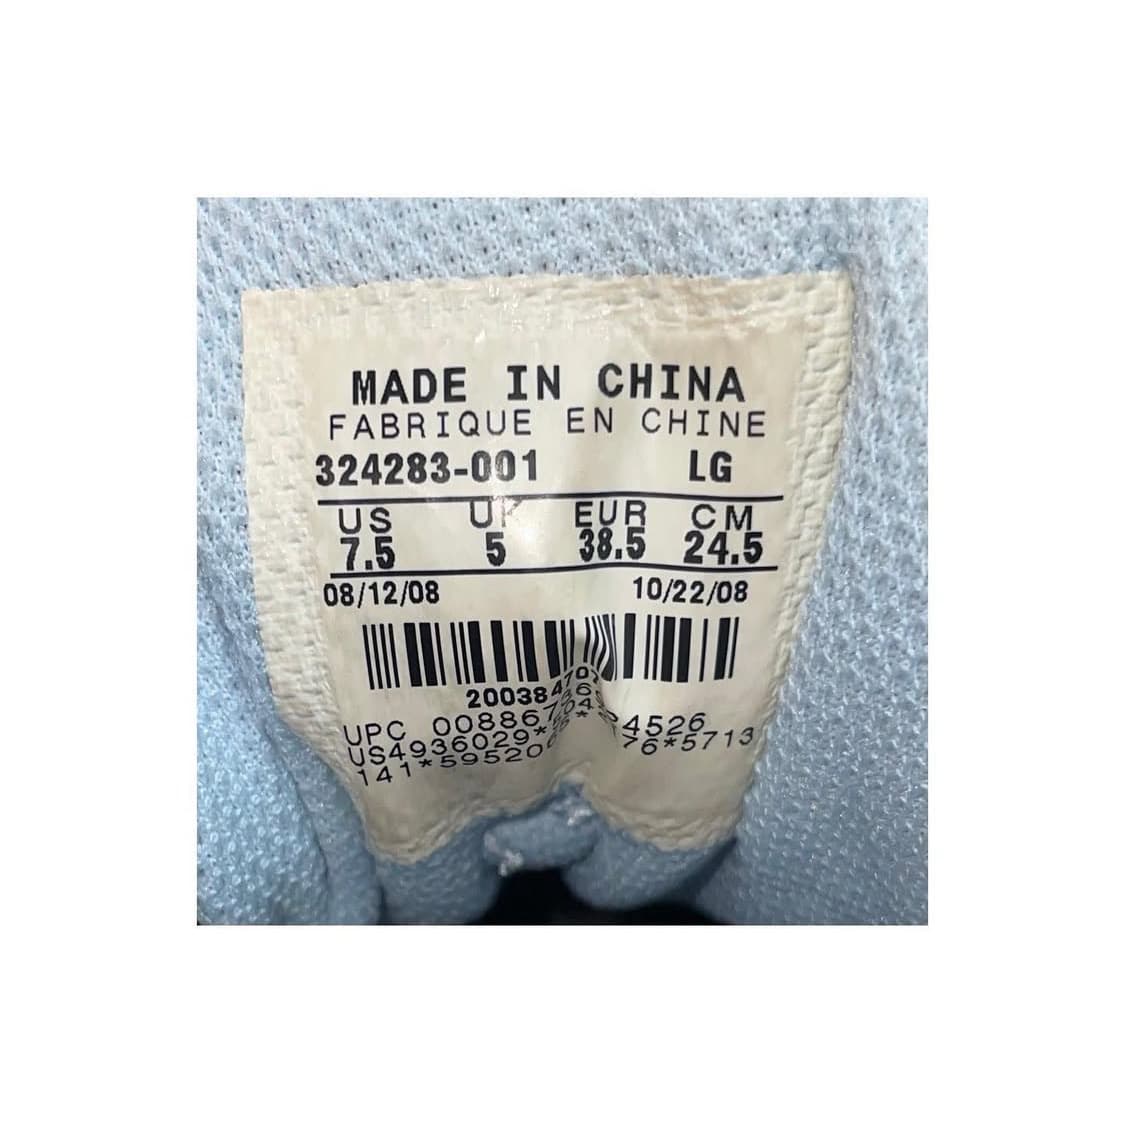 MADE IN CHINA
FABRIQUE EN CHINE
324283-001 LG
US UK EUR CM
7.5 5 38.5 24.5
08/12/08 10/22/08
UPC